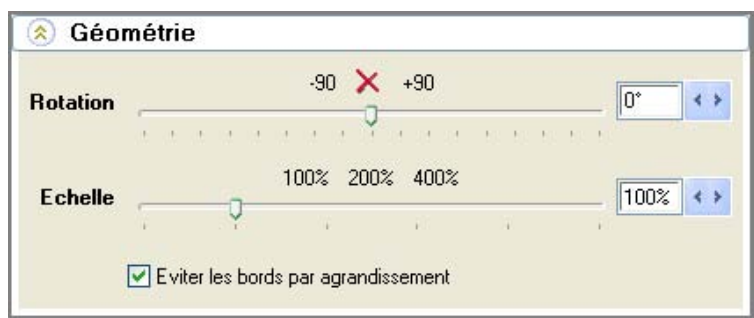 Géométrie
-90 +90
Rotation 0°
100% 200% 400%
Echelle 100%
Eviter les bords par agrandissement